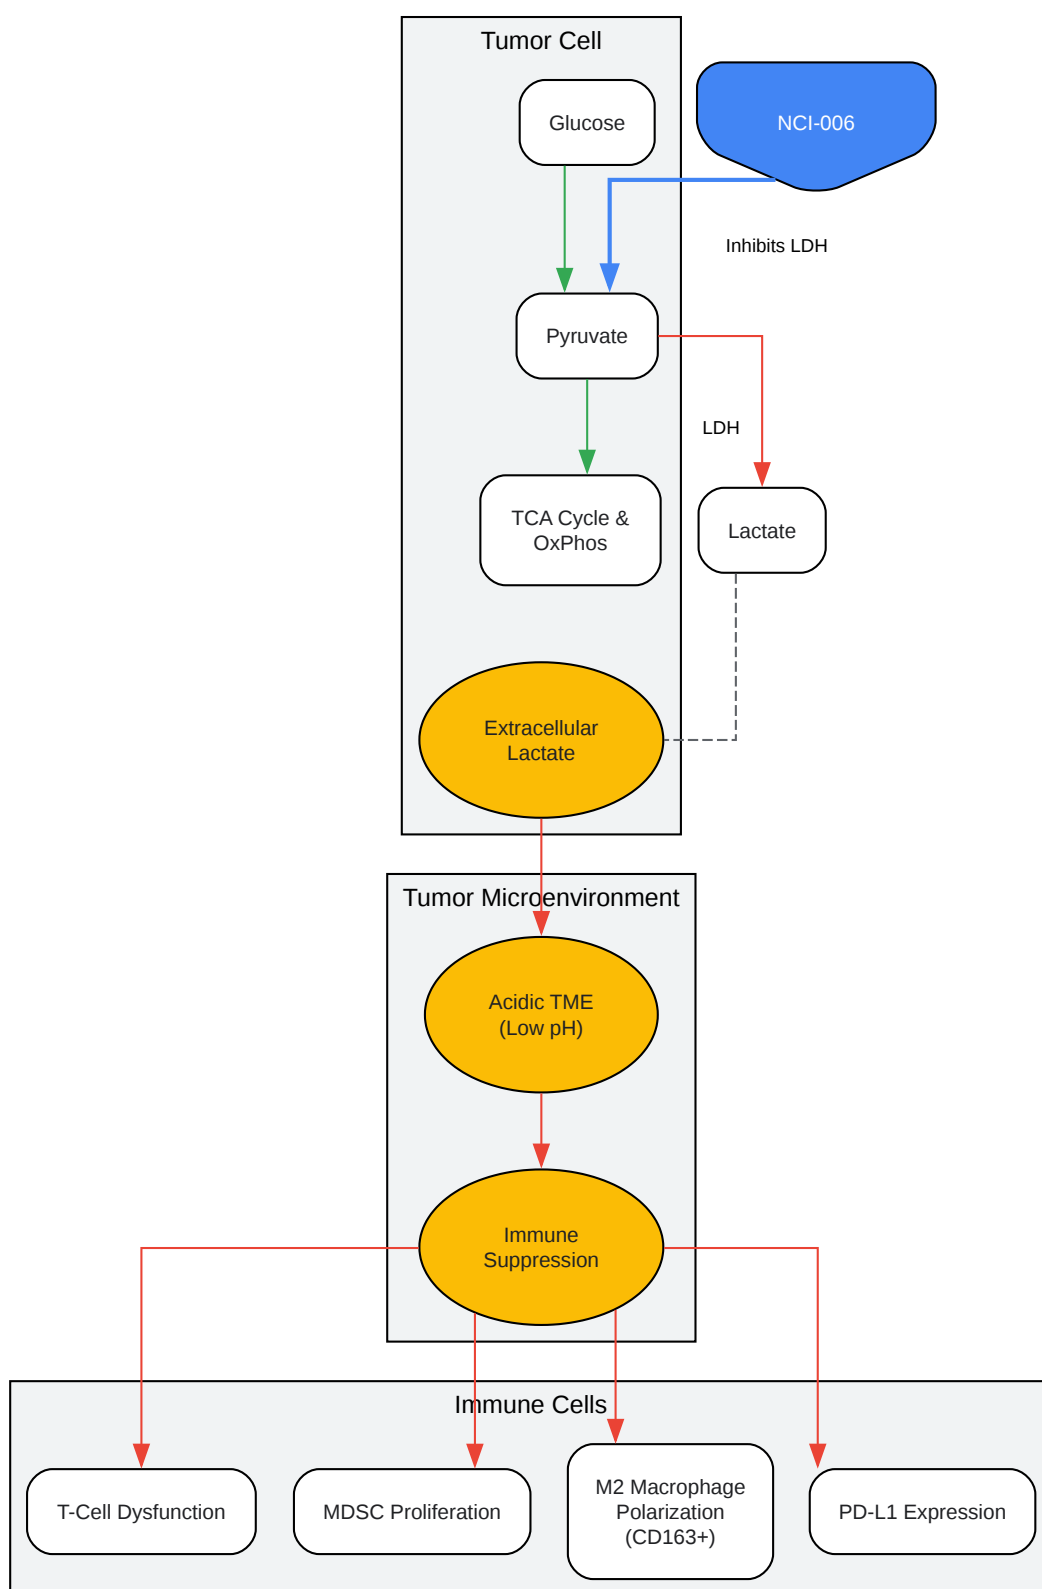 Tumor Cell
Glucose
NCI-006
Inhibits LDH
Pyruvate
LDH
TCA Cycle &
OxPhos
Lactate
Extracellular
Lactate
Tumor Microenvironment
Acidic TME
(Low pH)
Immune
Suppression
Immune Cells
T-Cell Dysfunction
MDSC Proliferation
M2 Macrophage
Polarization
(CD163+)
PD-L1 Expression